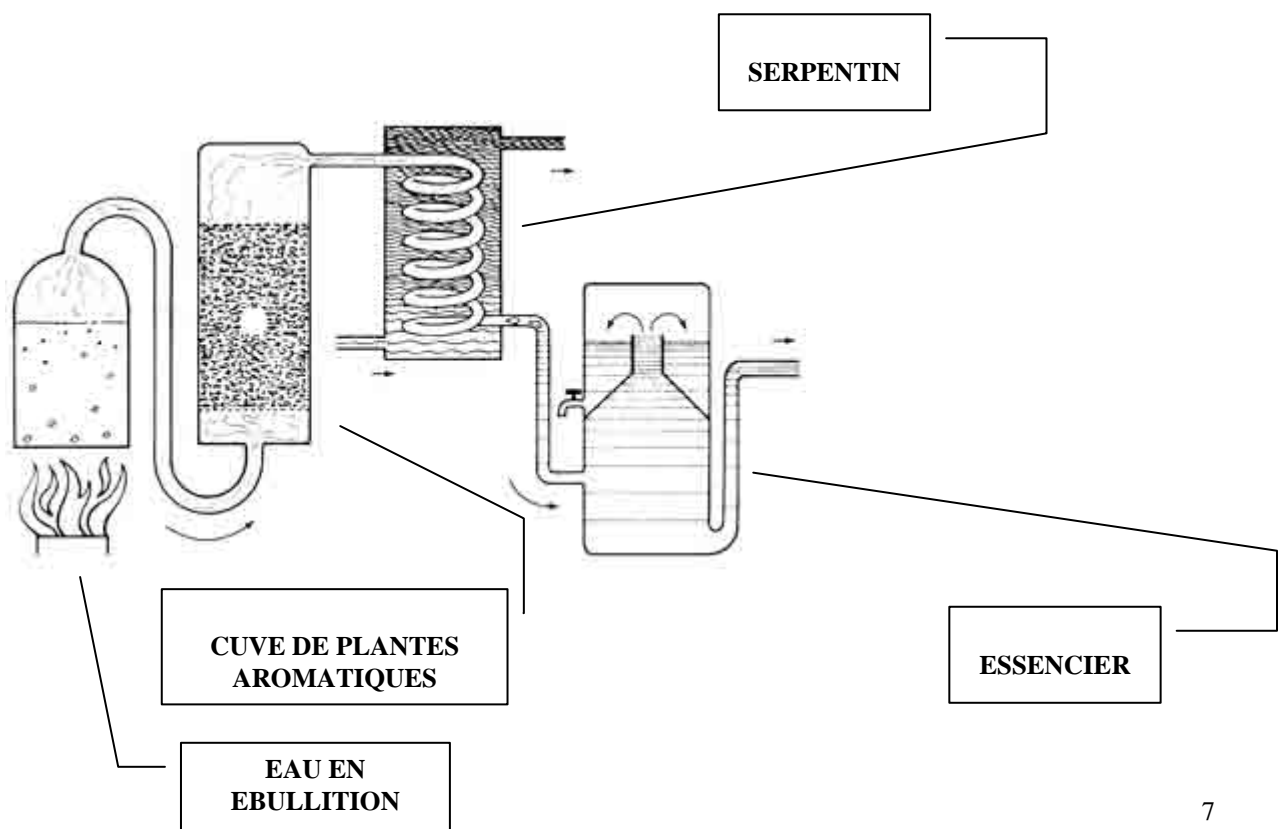 SERPENTIN
CUVE DE PLANTES
AROMATIQUES
ESSENCIER
EAU EN
EBULLITION
7